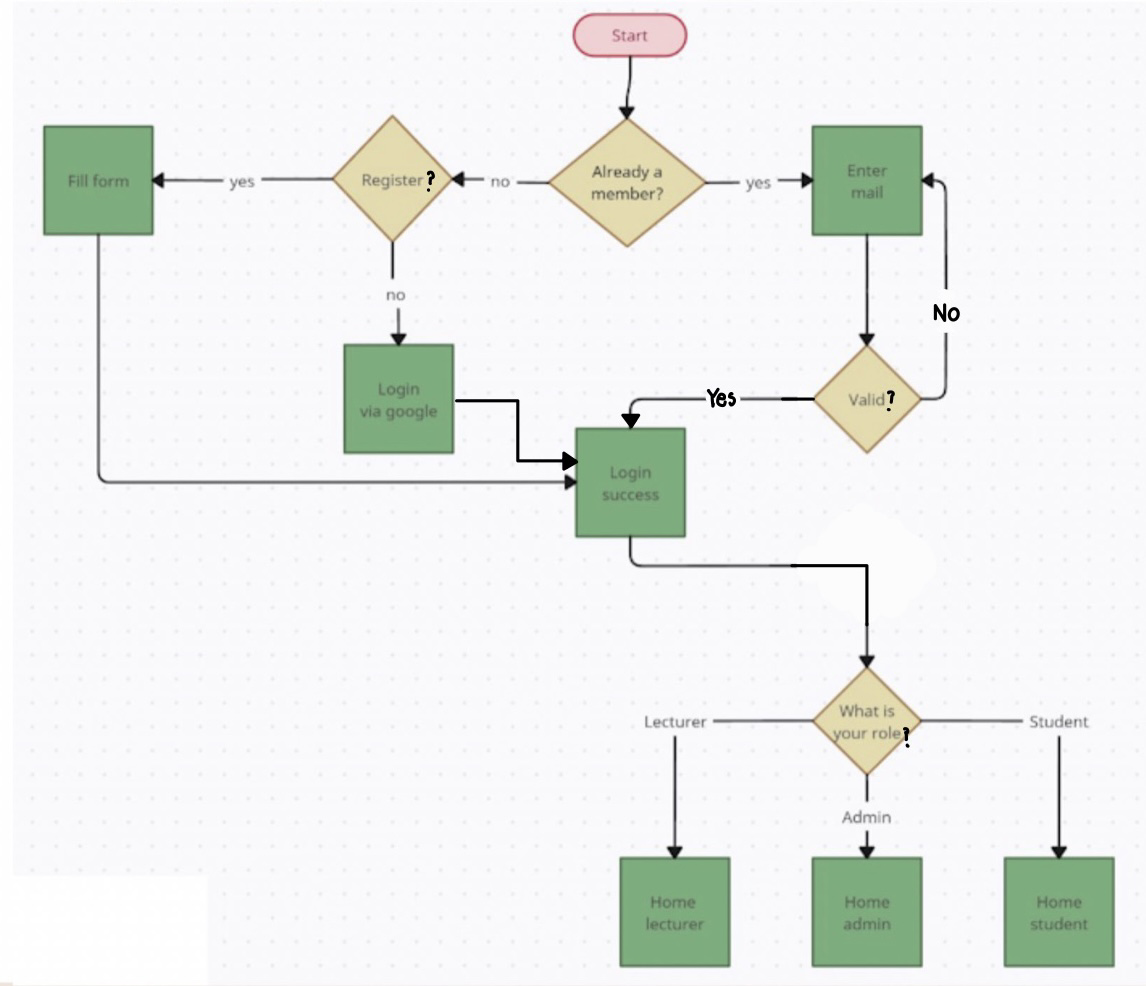 Start
Already a
member?
no
yes
Register?
yes
Fill form
Enter
mail
no
No
Login
via google
Valid?
Yes
Login
success
What is
your role?
Lecturer
Student
Admin
Home
lecturer
Home
admin
Home
student